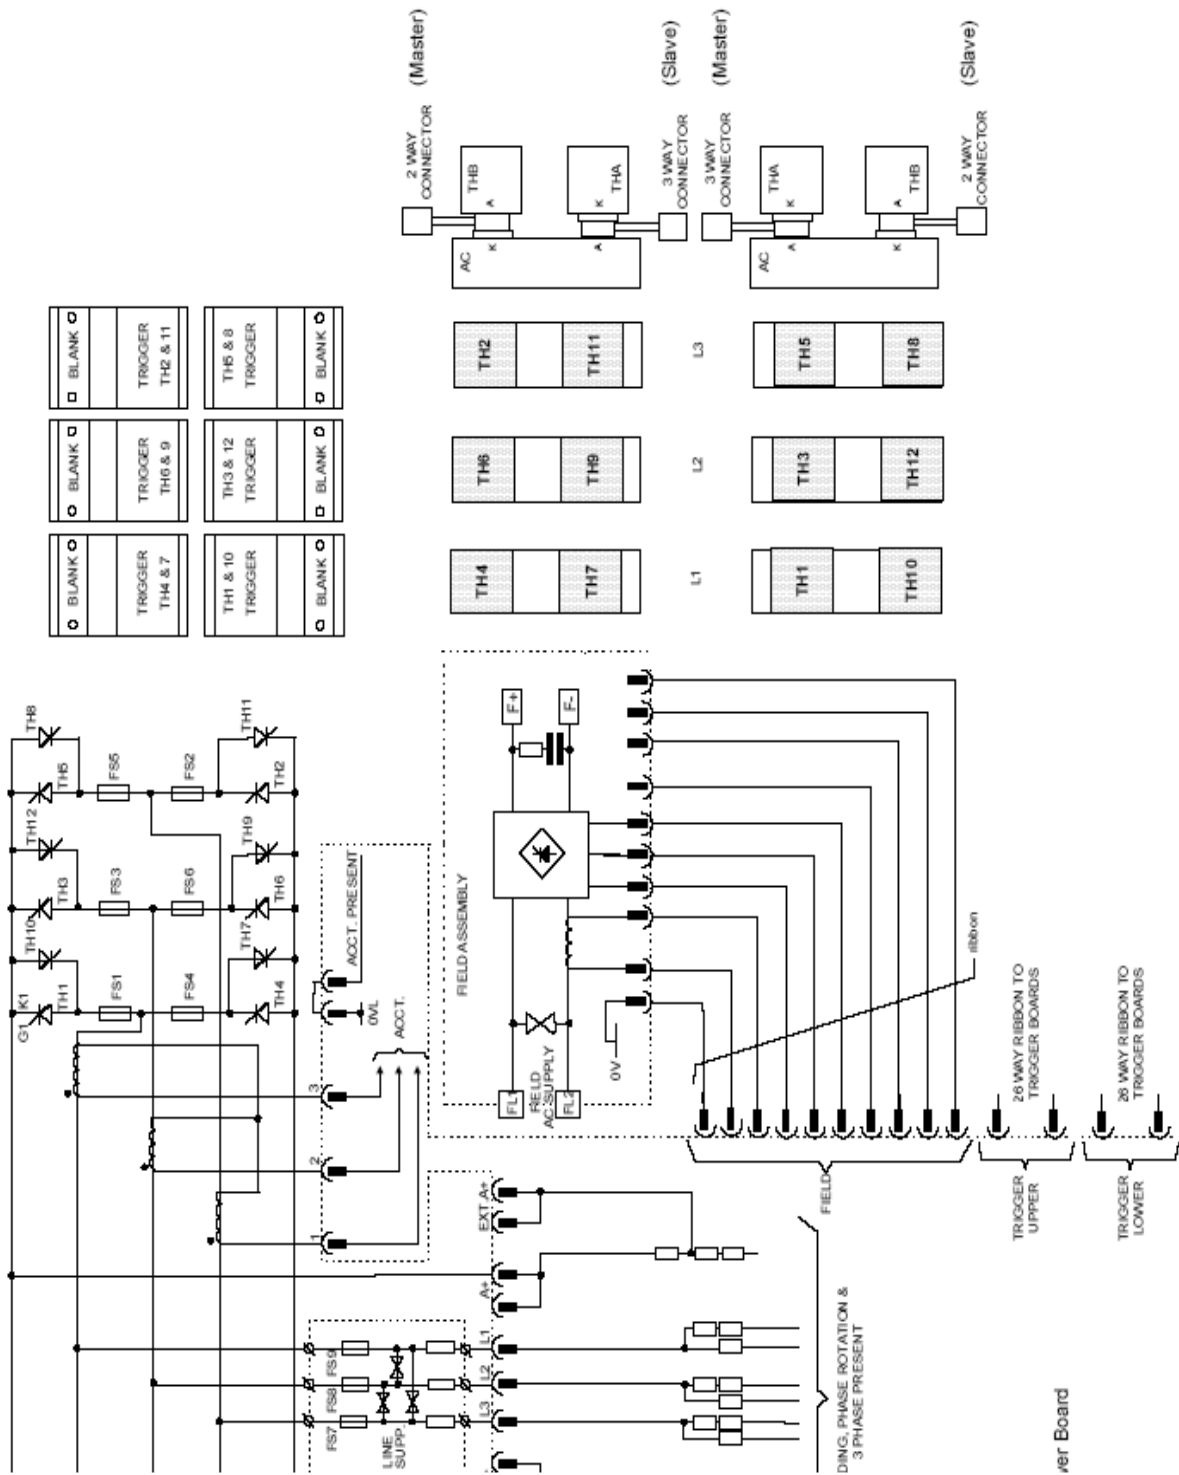 (Master)
(Slave)
(Master)
(Slave)
2 WAY
CONNECTOR
3 WAY
CONNECTOR
3 WAY
CONNECTOR
2 WAY
CONNECTOR
THB
A
K
AC
THA
K
A
THA
K
A
AC
THB
A
K
BLANK
TRIGGER
TH2 & 11
TH5 & 8
TRIGGER
BLANK
BLANK
TRIGGER
TH6 & 9
TH3 & 12
TRIGGER
BLANK
BLANK
TRIGGER
TH4 & 7
TH1 & 10
TRIGGER
BLANK
TH2
TH11
L3
TH5
TH8
TH6
TH9
L2
TH3
TH12
TH4
TH7
L1
TH1
TH10
TH8
TH5
FS5
FS2
TH11
TH2
TH12
TH3
FS3
FS6
TH9
TH6
TH10
TH1
K1
G1
FS1
FS4
TH7
TH4
ACCT. PRESENT
0VL
ACCT.
3
2
1
FIELD ASSEMBLY
F+
F-
FL1
FIELD
AC SUPPLY
FL2
0V
ribbon
FIELD
26 WAY RIBBON TO
TRIGGER BOARDS
26 WAY RIBBON TO
TRIGGER BOARDS
TRIGGER
UPPER
TRIGGER
LOWER
EXT. A+
A+
L1
L2
L3
FS9
FS8
FS7
LINE
SUPP.
DING, PHASE ROTATION &
3 PHASE PRESENT
wer Board